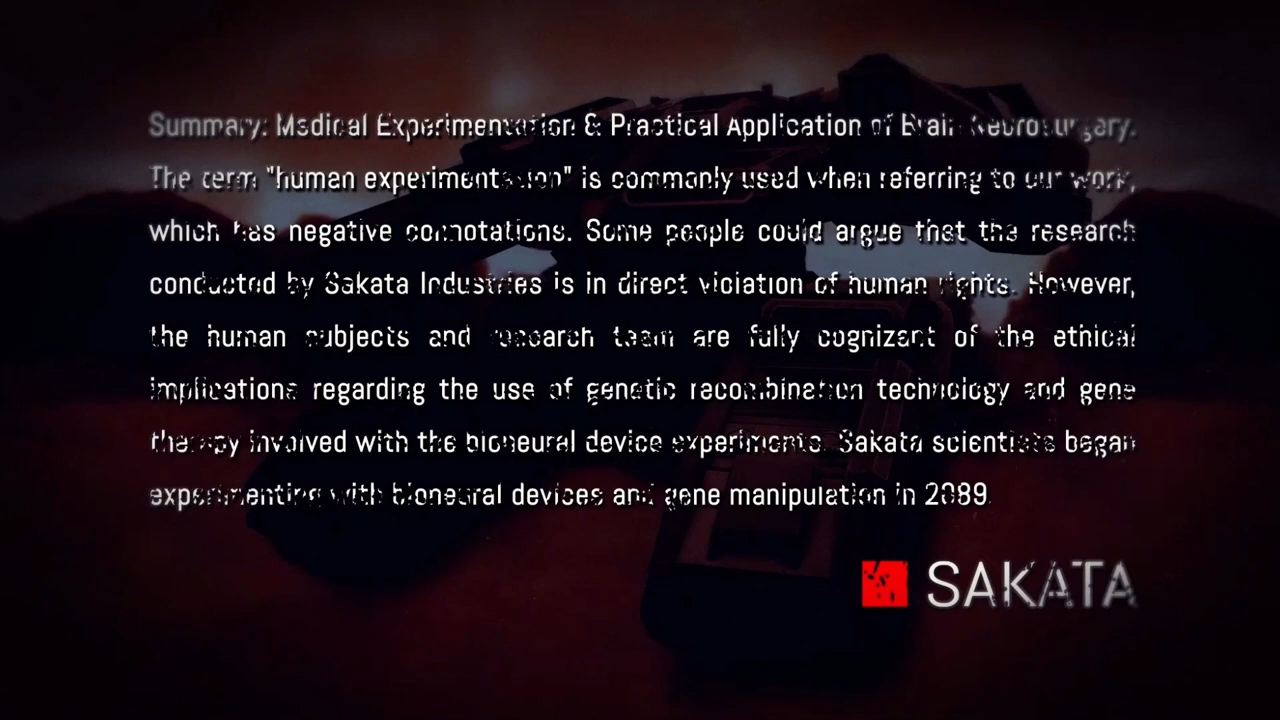 Summary: Medical Experimentation & Practical Application of Brain Neurosurgary.
The term "human experimentation" is commonly used when referring to our work,
which has negative connotations. Some people could argue that the research
conducted by Sakata Industries is in direct violation of human rights. However,
the human subjects and research team are fully cognizant of the ethical
implications regarding the use of genetic recombination technology and gene
therapy involved with the bioneural device experiments. Sakata scientists began
experimenting with bioneural devices and gene manipulation in 2089.
SAKATA